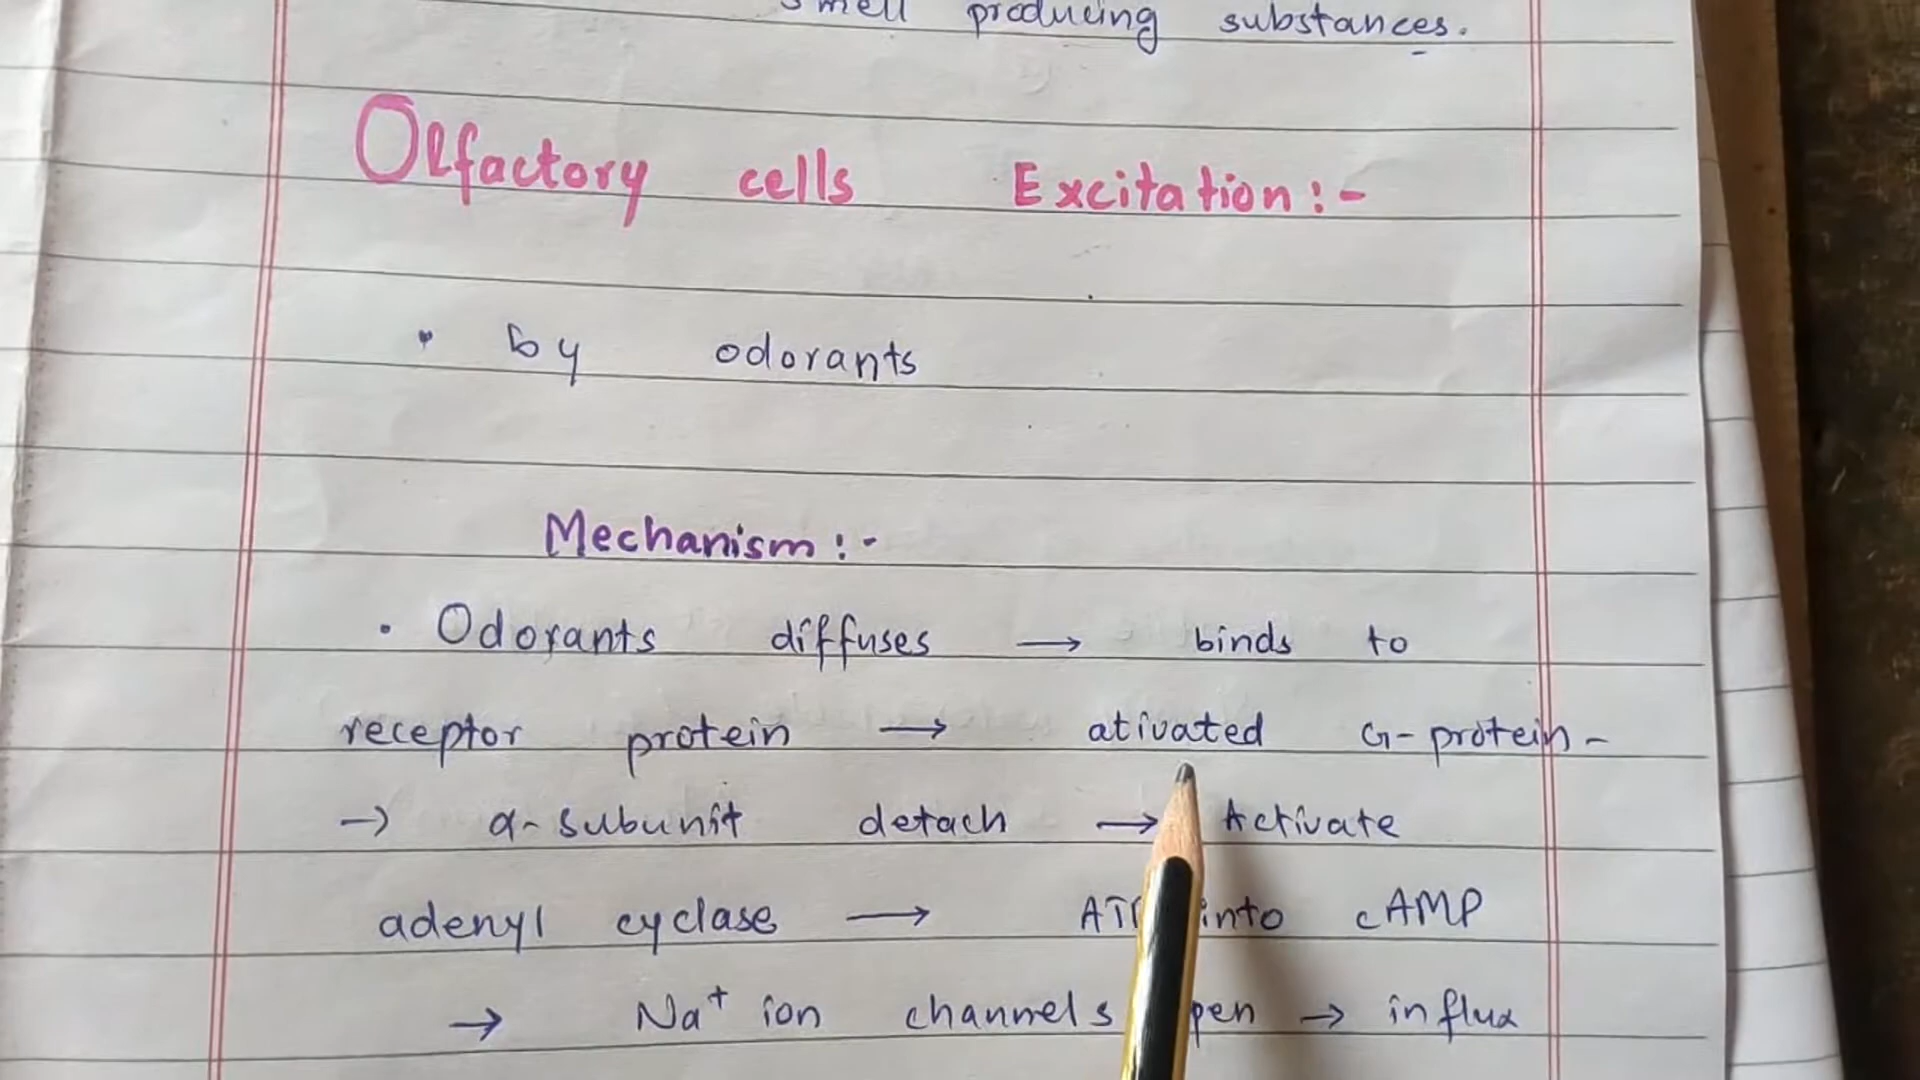 smell producing substances.
Olfactory cells Excitation:-
• by odorants
Mechanism:-
• Odorants diffuses → binds to
receptor protein → ativated G-protein-
→ α-subunit detach → Activate
adenyl cyclase → into cAMP
→ Na⁺ ion channels → influx